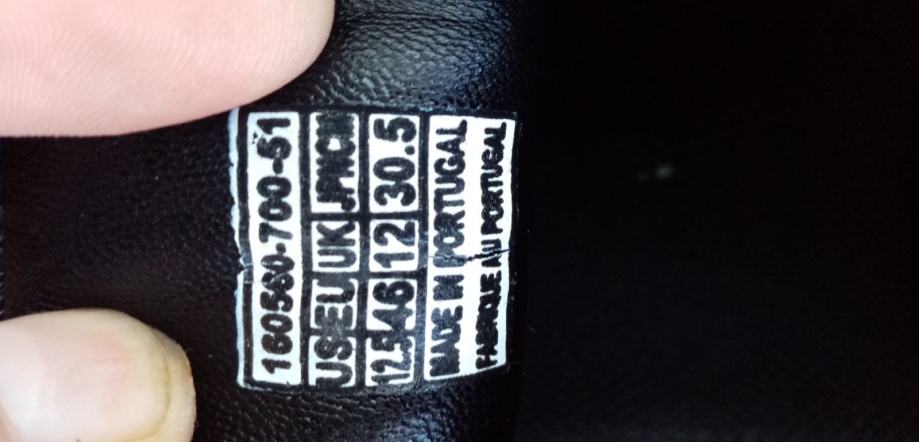 160560-700-51
US EU UK JPN/CM
12.5 46 12 30.5
MADE IN PORTUGAL
FABRIQUE AU PORTUGAL